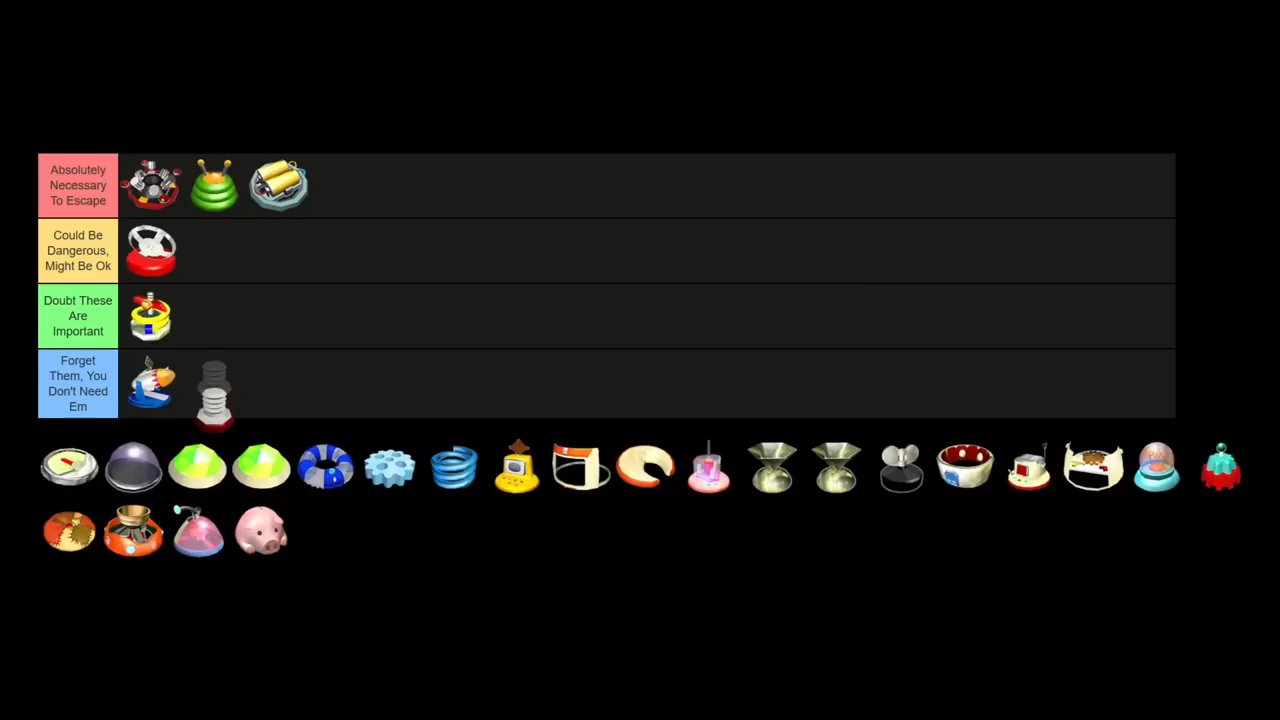 Absolutely
Necessary
To Escape
Could Be
Dangerous,
Might Be Ok
Doubt These
Are
Important
Forget
Them, You
Don't Need
Em